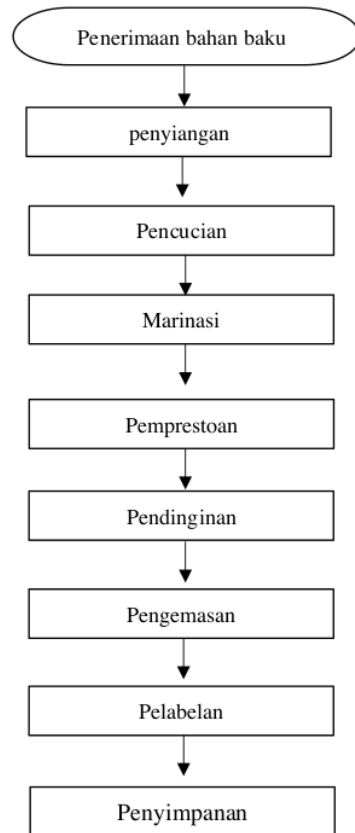 Penerimaan bahan baku
penyiangan
Pencucian
Marinasi
Pemprestoan
Pendinginan
Pengemasan
Pelabelan
Penyimpanan